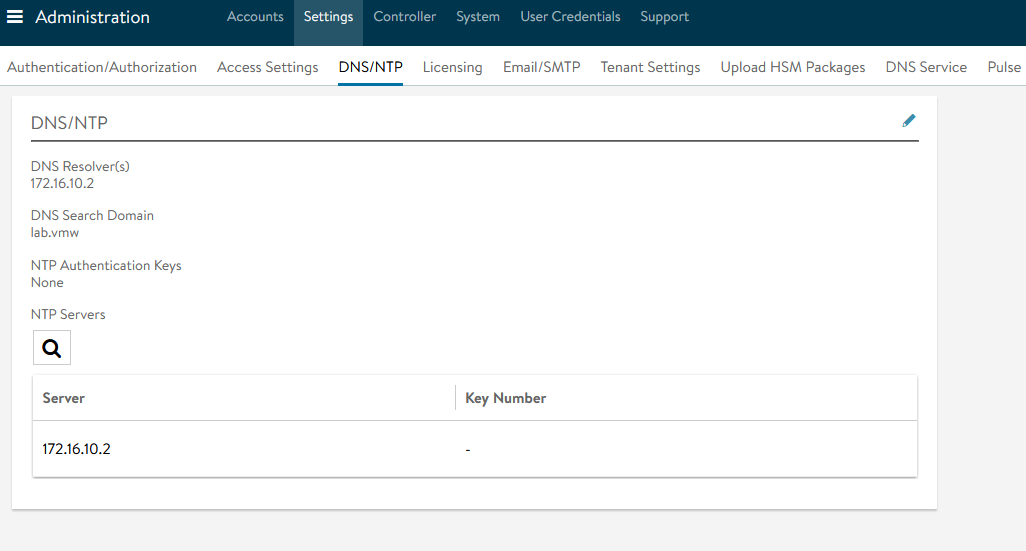 Administration Accounts Settings Controller System User Credentials Support
Authentication/Authorization Access Settings DNS/NTP Licensing Email/SMTP Tenant Settings Upload HSM Packages DNS Service Pulse
DNS/NTP
DNS Resolver(s)
172.16.10.2
DNS Search Domain
lab.vmw
NTP Authentication Keys
None
NTP Servers
Server Key Number
172.16.10.2 -